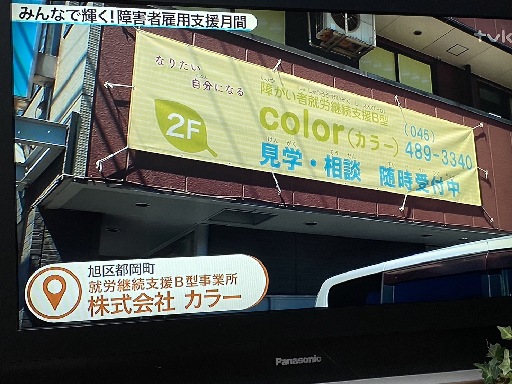 みんなで輝く!障害者雇用支援月間
tvk
なりたい
自分になる
2F
障がい者就労継続支援B型
color(カラー)
(045)
489-3340
見学・相談 随時受付中
旭区都岡町
就労継続支援B型事業所
株式会社 カラー
Panasonic